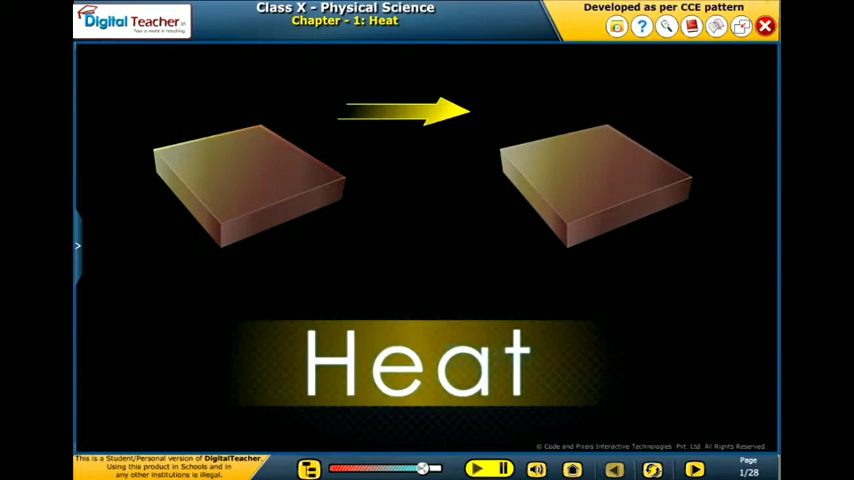 Digital Teacher.in
Tour a mate in teaching.
Class X - Physical Science
Chapter - 1: Heat
Developed as per CCE pattern
?
>
Heat
© Code and Pixels Interactive Technologies Pvt. Ltd. All Rights Reserved.
This is a Student/Personal version of DigitalTeacher.
Using this product in Schools and in
any other institutions is illegal.
Page
1/28